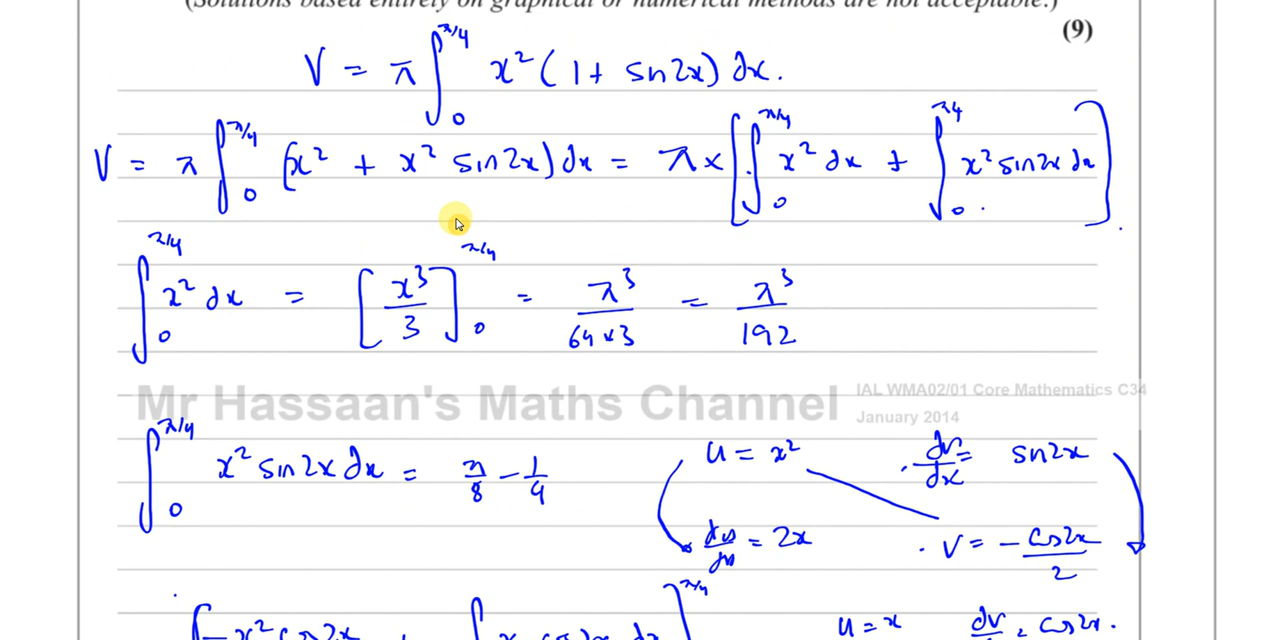 (Solutions based entirely on graphical or numerical methods are not acceptable.)
(9)
V = π ∫₀^{π/4} x² (1 + sin2x) dx.
V = π ∫₀^{π/4} (x² + x² sin2x) dx = π × [∫₀^{π/4} x² dx + ∫₀^{π/4} x² sin2x dx].
∫₀^{π/4} x² dx = [x³/3]₀^{π/4} = π³/64×3 = π³/192
Mr Hassaan's Maths Channel
IAL WMA02/01 Core Mathematics C34
January 2014
∫₀^{π/4} x² sin2x dx = π/8 - 1/4
u = x² dv/dx = sin2x
du/dx = 2x v = -cos2x/2
-x² cos2x + ∫ x cos2x dx ]^{π/4}
u = x dv = cos2x.